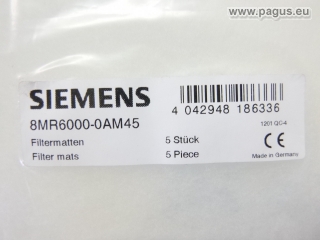 www.pagus.eu
SIEMENS
4 042948 186336
8MR6000-0AM45
1201 QC-4
Filtermatten 5 Stück
Filter mats 5 Piece
CE
Made in Germany